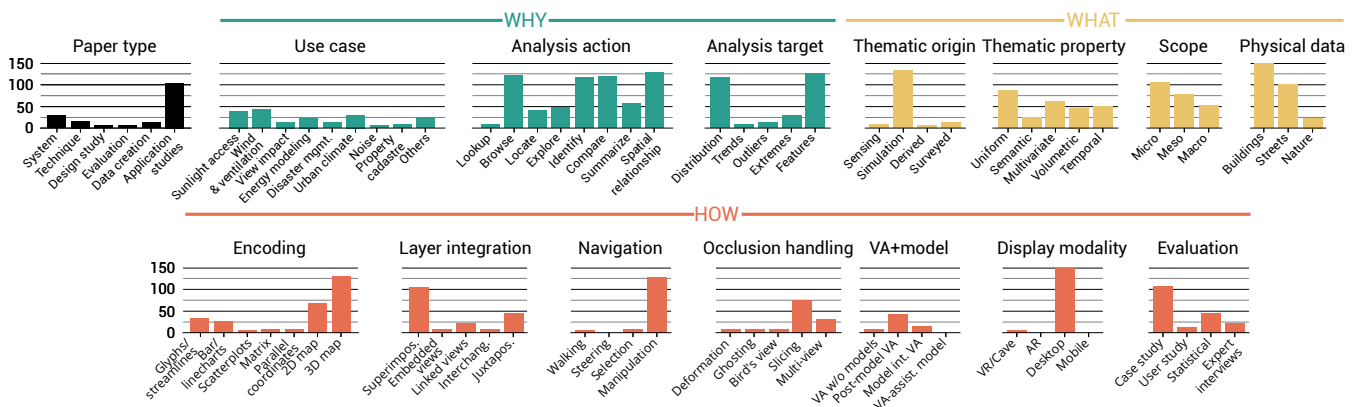 WHY
WHAT
Paper type
Use case
Analysis action
Analysis target
Thematic origin
Thematic property
Scope
Physical data
150
100
50
0
System
Technique
Design study
Evaluation
Data creation
Application
studies
Sunlight access
Wind
& ventilation
View impact
Energy modeling
Disaster mgmt.
Urban climate
Noise
Property
cadastre
Others
Lookup
Browse
Locate
Explore
Identify
Compare
Summarize
Spatial
relationship
Distribution
Trends
Outliers
Extremes
Features
Sensing
Simulation
Derived
Surveyed
Uniform
Semantic
Multivariate
Volumetric
Temporal
Micro
Meso
Macro
Buildings
Streets
Nature
HOW
Encoding
Layer integration
Navigation
Occlusion handling
VA+model
Display modality
Evaluation
150
100
50
0
Glyphs/
streamlines
Bar/
linecharts
Scatterplots
Matrix
Parallel
coordinates
2D map
3D map
Superimpos.
Embedded
views
Linked views
Interchang.
Juxtapos.
Walking
Steering
Selection
Manipulation
Deformation
Ghosting
Bird's view
Slicing
Multi-view
VA w/o models
Post-model VA
Model int. VA
VA-assist. model
VR/Cave
AR
Desktop
Mobile
Case study
User study
Statistical
Expert
interviews